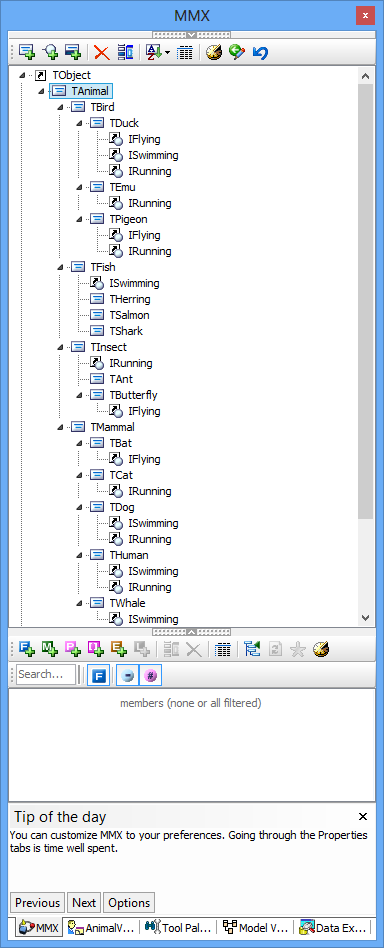 MMX
TObject
TAnimal
TBird
TDuck
IFlying
ISwimming
IRunning
TEmu
IRunning
TPigeon
IFlying
IRunning
TFish
ISwimming
THerring
TSalmon
TShark
TInsect
IRunning
TAnt
TButterfly
IFlying
TMammal
TBat
IFlying
TCat
IRunning
TDog
ISwimming
IRunning
THuman
ISwimming
IRunning
TWhale
ISwimming
Search...
F
members (none or all filtered)
Tip of the day
You can customize MMX to your preferences. Going through the Properties
tabs is time well spent.
Previous Next Options
MMX AnimalV... Tool Pal... Model V... Data Ex...